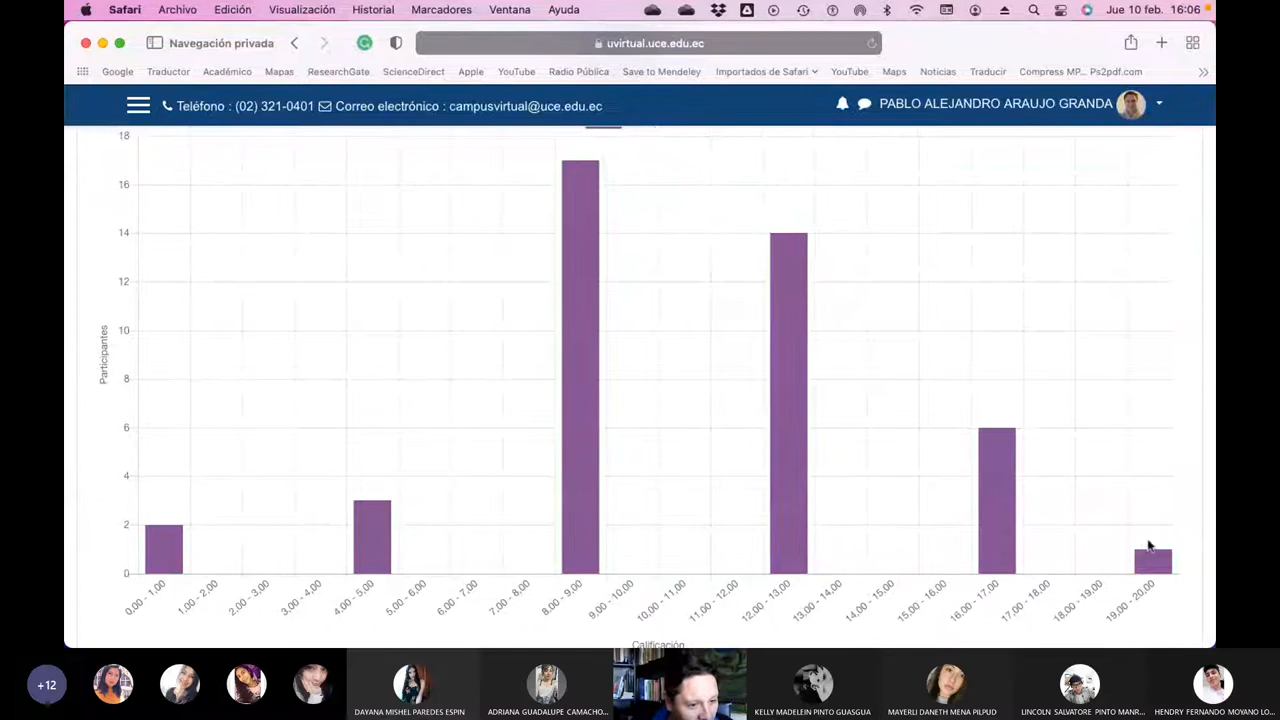 Safari Archivo Edición Visualización Historial Marcadores Ventana Ayuda Jue 10 feb. 16:06
Navegación privada uvirtual.uce.edu.ec
Google Traductor Académico Mapas ResearchGate ScienceDirect Apple YouTube Radio Pública Save to Mendeley Importados de Safari YouTube Maps Noticias Traducir Compress MP... Ps2pdf.com
Teléfono : (02) 321-0401 Correo electrónico : campusvirtual@uce.edu.ec PABLO ALEJANDRO ARAUJO GRANDA
18
16
14
12
10
8
6
4
2
0
Participantes
0,00 - 1,00 1,00 - 2,00 2,00 - 3,00 3,00 - 4,00 4,00 - 5,00 5,00 - 6,00 6,00 - 7,00 7,00 - 8,00 8,00 - 9,00 9,00 - 10,00 10,00 - 11,00 11,00 - 12,00 12,00 - 13,00 13,00 - 14,00 14,00 - 15,00 15,00 - 16,00 16,00 - 17,00 17,00 - 18,00 18,00 - 19,00 19,00 - 20,00
Calificación
+12 DAYANA MISHEL PAREDES ESPIN ADRIANA GUADALUPE CAMACHO... KELLY MADELEIN PINTO GUASGUA MAYERLI DANETH MENA PILPUD LINCOLN SALVATORE PINTO MANR... HENDRY FERNANDO MOYANO LO...